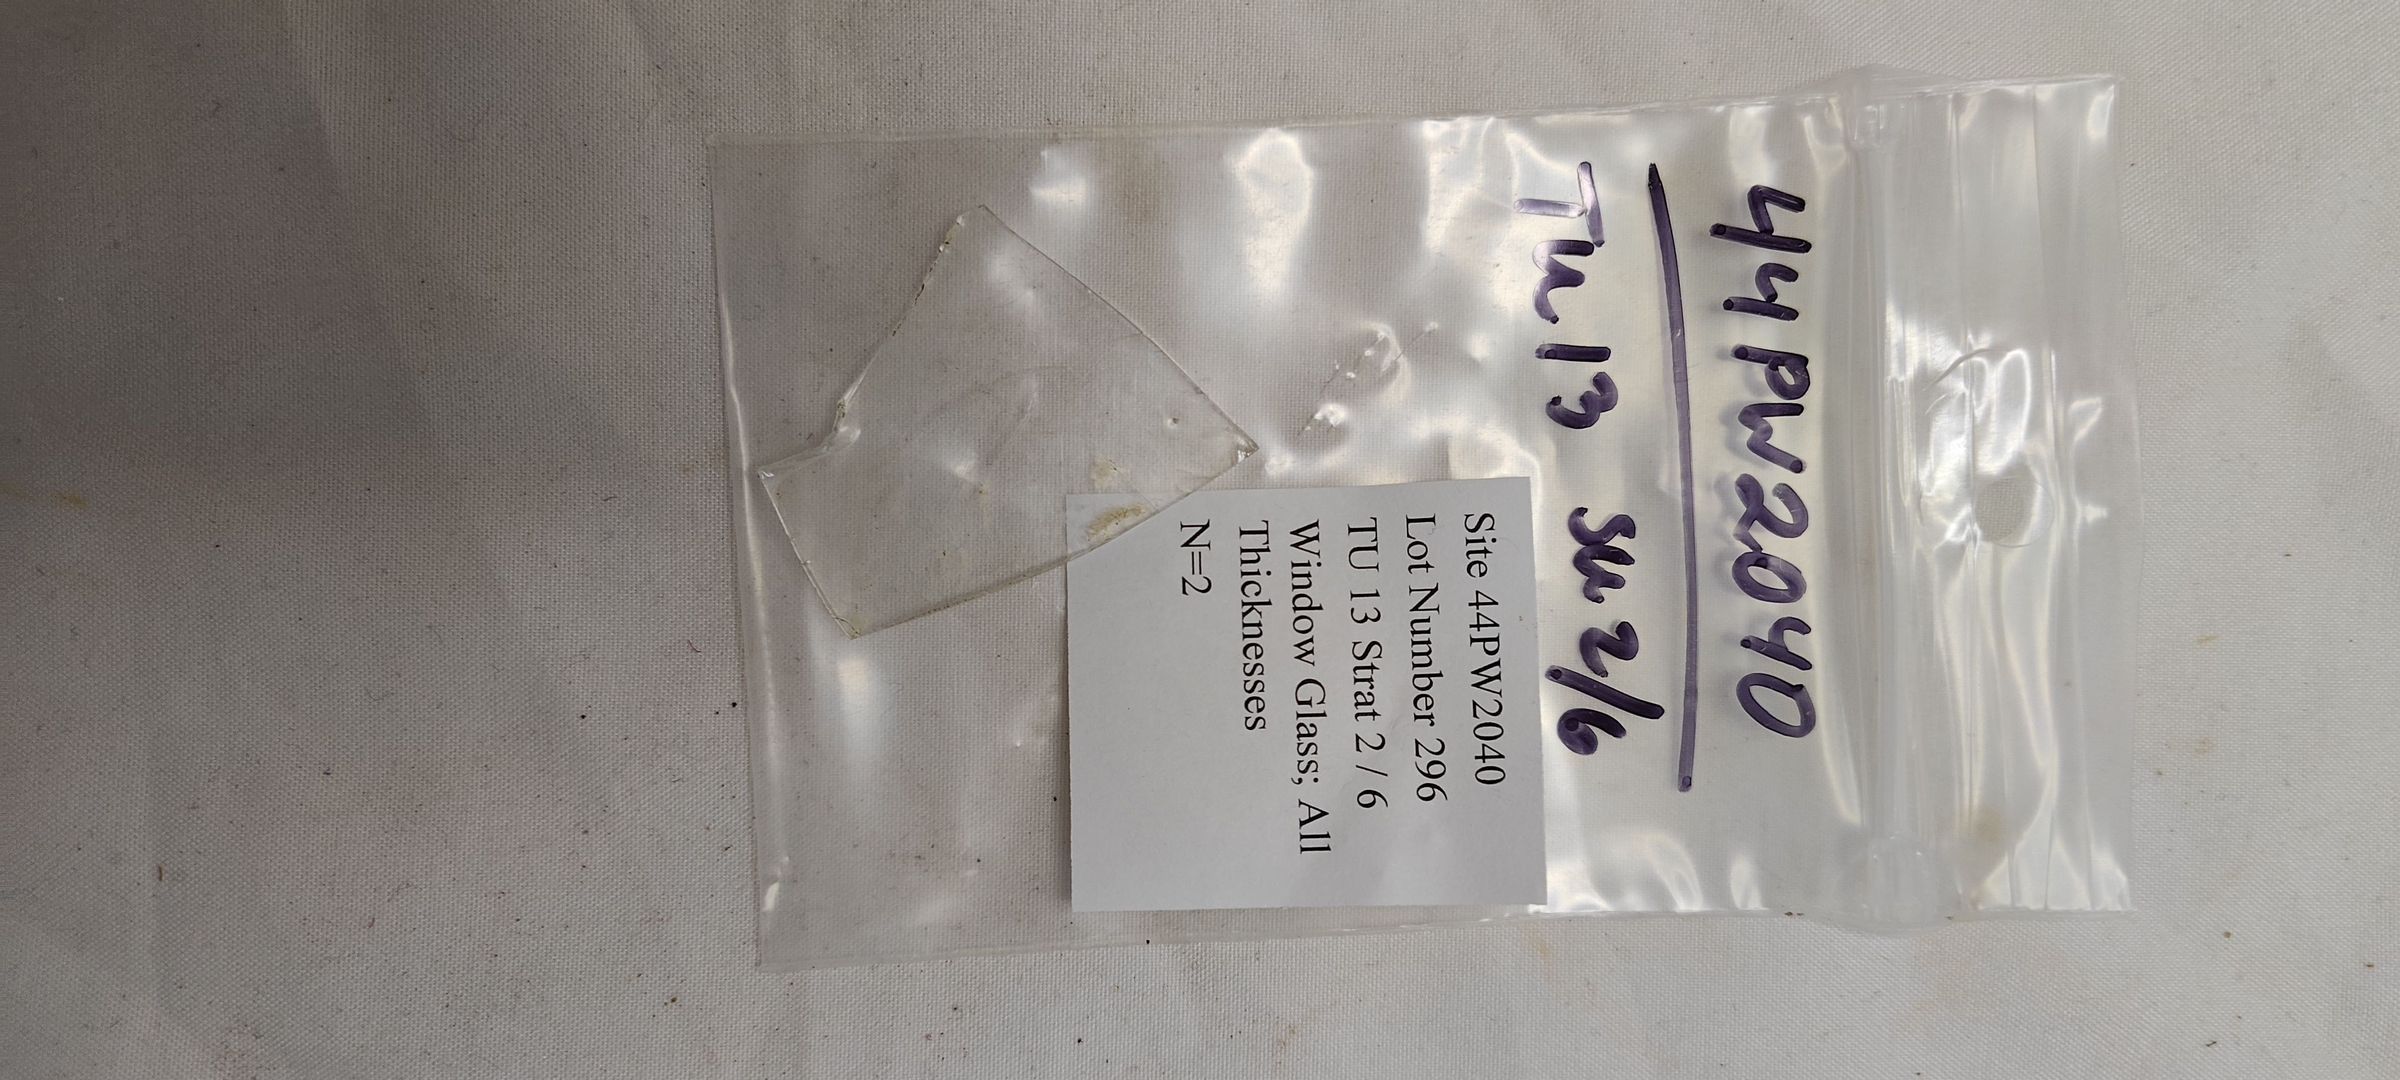 44PW2040
TU 13 SU 2/6
Site 44PW2040
Lot Number 296
TU 13 Strat 2 / 6
Window Glass; All
Thicknesses
N=2